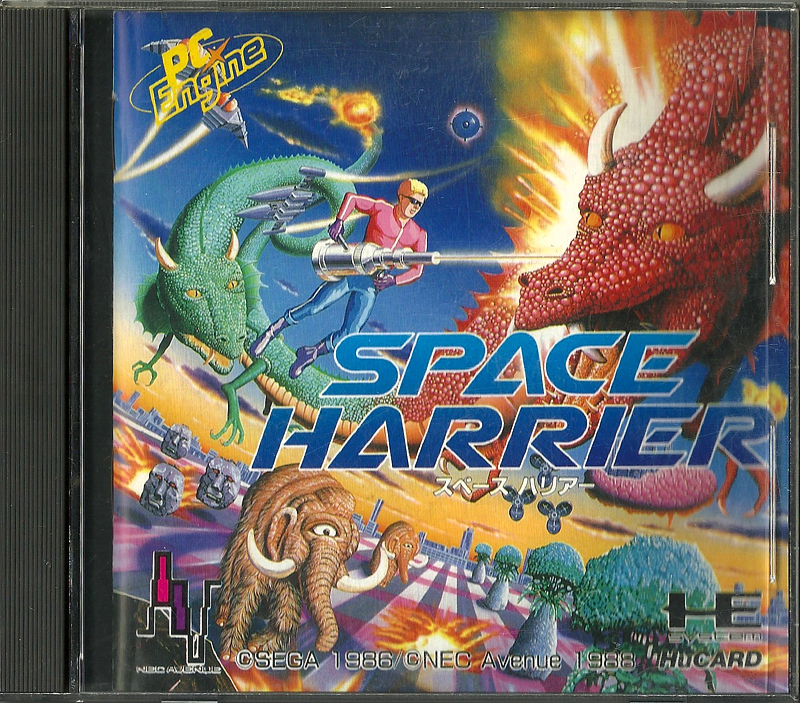 PC
Engine
SPACE
HARRIER
スペース ハリアー
HE
SYSTEM
NEC AVENUE
©SEGA 1986/©NEC Avenue 1988
HuCARD